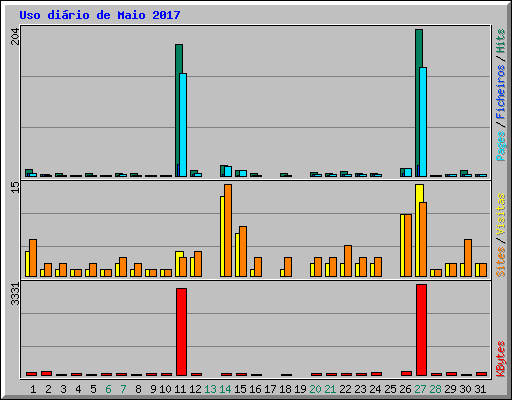 Uso diário de Maio 2017
204
15
3331
Pages / Ficheiros / Hits
Sites / Visitas
KBytes
1 2 3 4 5 6 7 8 9 10 11 12 13 14 15 16 17 18 19 20 21 22 23 24 25 26 27 28 29 30 31